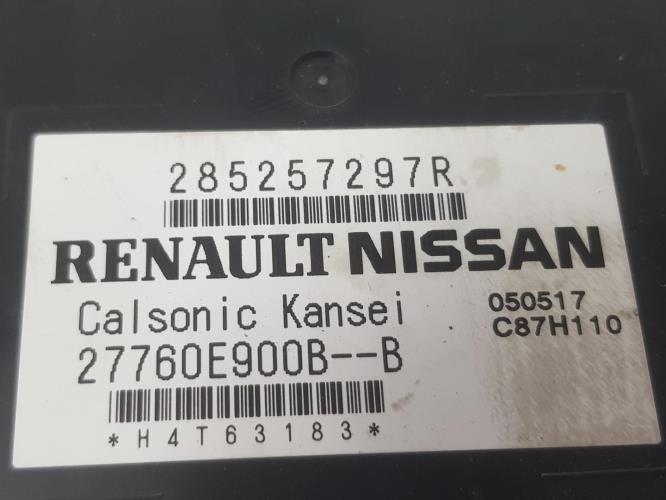 285257297R
RENAULT NISSAN
Calsonic Kansei 050517
27760E900B--B C87H110
*H4T63183*